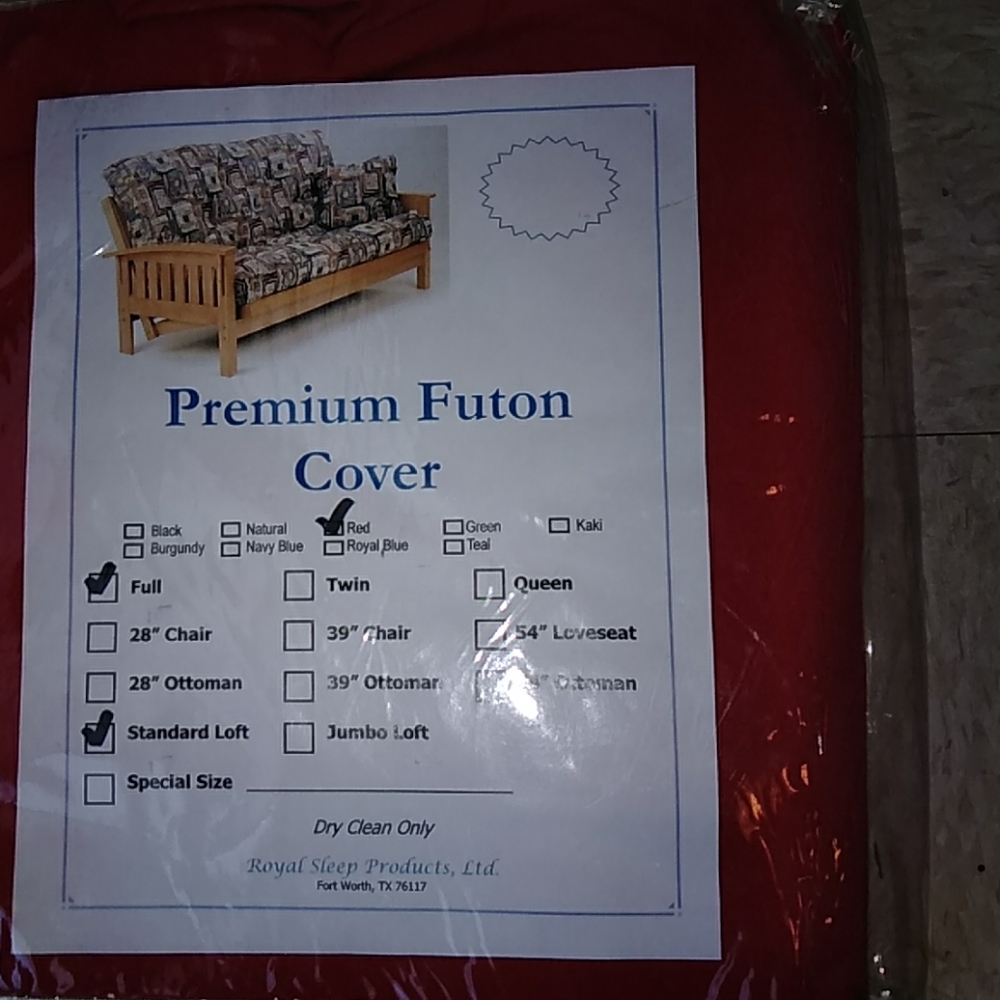 Premium Futon
Cover
Black Natural Red Green Kaki
Burgundy Navy Blue Royal Blue Teal
Full Twin Queen
28" Chair 39" Chair 54" Loveseat
28" Ottoman 39" Ottoman Ottoman
Standard Loft Jumbo Loft
Special Size
Dry Clean Only
Royal Sleep Products, Ltd.
Fort Worth, TX 76117